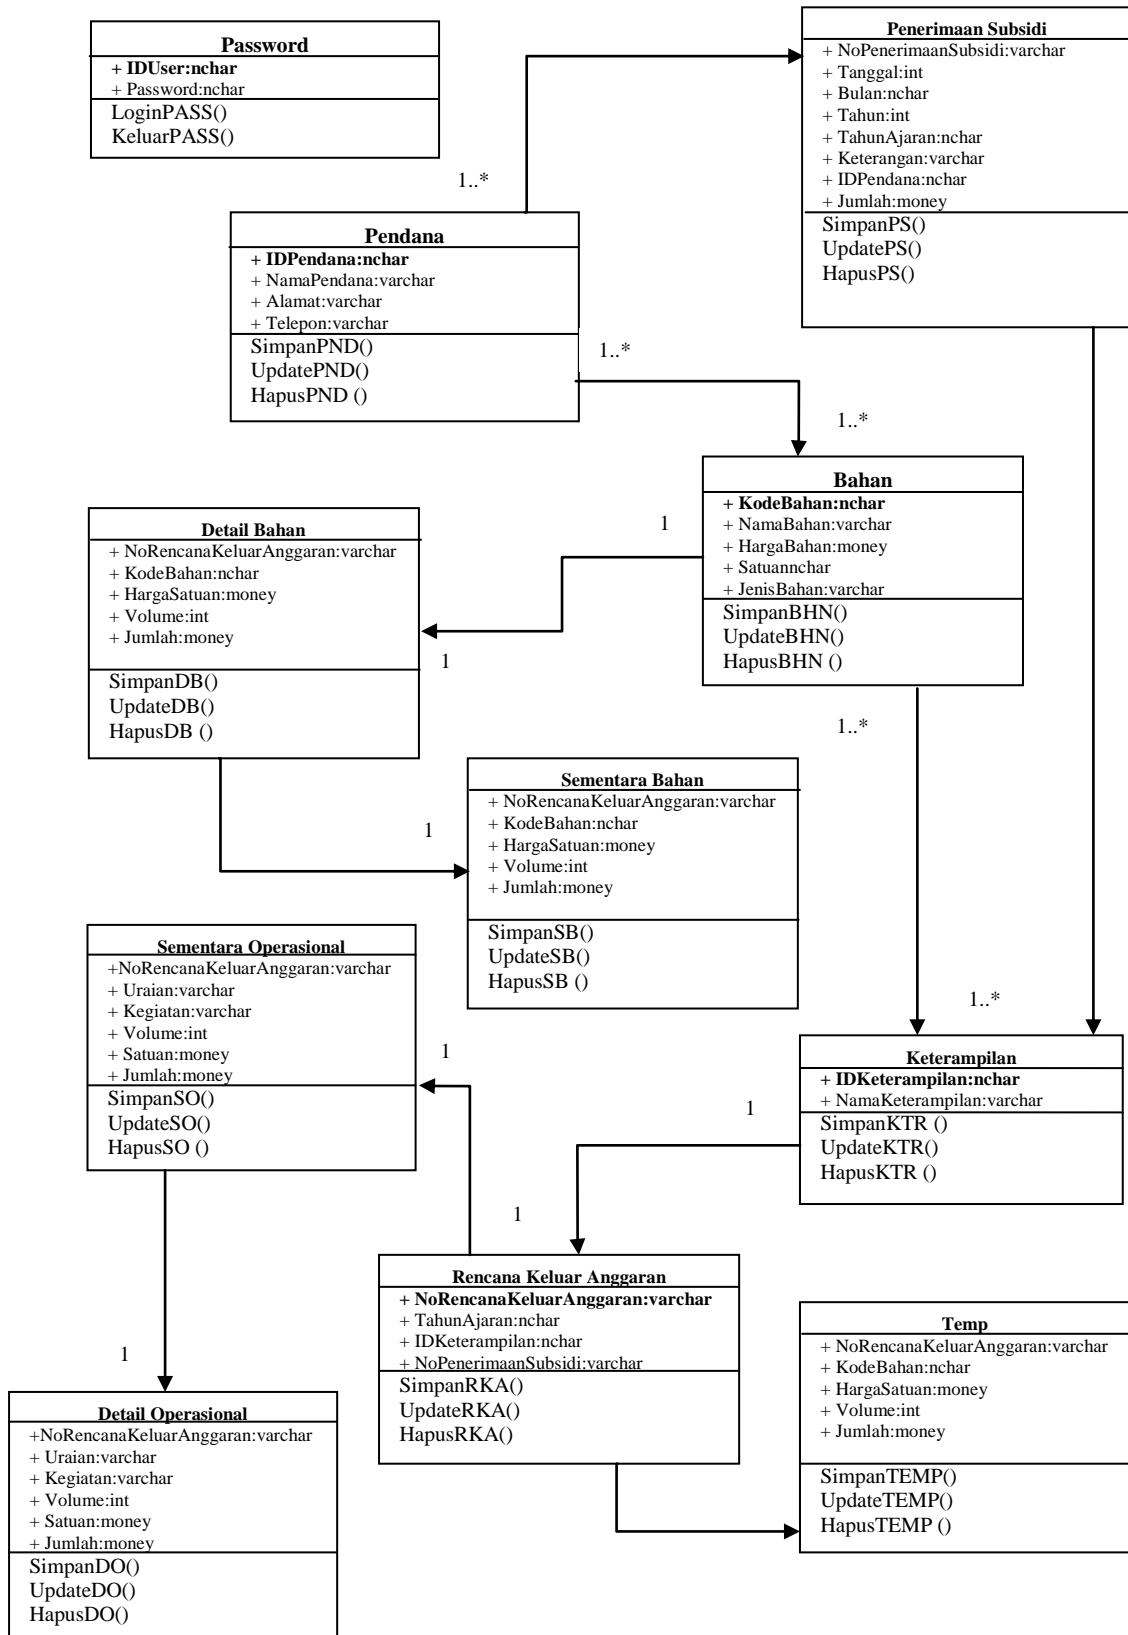 Password
+ IDUser:nchar
+ Password:nchar
LoginPASS()
KeluarPASS()
Penerimaan Subsidi
+ NoPenerimaanSubsidi:varchar
+ Tanggal:int
+ Bulan:nchar
+ Tahun:int
+ TahunAjaran:nchar
+ Keterangan:varchar
+ IDPendana:nchar
+ Jumlah:money
SimpanPS()
UpdatePS()
HapusPS()
1..*
Pendana
+ IDPendana:nchar
+ NamaPendana:varchar
+ Alamat:varchar
+ Telepon:varchar
SimpanPND()
UpdatePND()
HapusPND ()
1..*
1..*
Bahan
+ KodeBahan:nchar
+ NamaBahan:varchar
+ HargaBahan:money
+ Satuannchar
+ JenisBahan:varchar
SimpanBHN()
UpdateBHN()
HapusBHN ()
1
1
Detail Bahan
+ NoRencanaKeluarAnggaran:varchar
+ KodeBahan:nchar
+ HargaSatuan:money
+ Volume:int
+ Jumlah:money
SimpanDB()
UpdateDB()
HapusDB ()
1..*
1
Sementara Bahan
+ NoRencanaKeluarAnggaran:varchar
+ KodeBahan:nchar
+ HargaSatuan:money
+ Volume:int
+ Jumlah:money
SimpanSB()
UpdateSB()
HapusSB ()
1..*
Sementara Operasional
+NoRencanaKeluarAnggaran:varchar
+ Uraian:varchar
+ Kegiatan:varchar
+ Volume:int
+ Satuan:money
+ Jumlah:money
SimpanSO()
UpdateSO()
HapusSO ()
1
Keterampilan
+ IDKeterampilan:nchar
+ NamaKeterampilan:varchar
SimpanKTR ()
UpdateKTR()
HapusKTR ()
1
1
Rencana Keluar Anggaran
+ NoRencanaKeluarAnggaran:varchar
+ TahunAjaran:nchar
+ IDKeterampilan:nchar
+ NoPenerimaanSubsidi:varchar
SimpanRKA()
UpdateRKA()
HapusRKA()
Temp
+ NoRencanaKeluarAnggaran:varchar
+ KodeBahan:nchar
+ HargaSatuan:money
+ Volume:int
+ Jumlah:money
SimpanTEMP()
UpdateTEMP()
HapusTEMP ()
1
Detail Operasional
+NoRencanaKeluarAnggaran:varchar
+ Uraian:varchar
+ Kegiatan:varchar
+ Volume:int
+ Satuan:money
+ Jumlah:money
SimpanDO()
UpdateDO()
HapusDO()